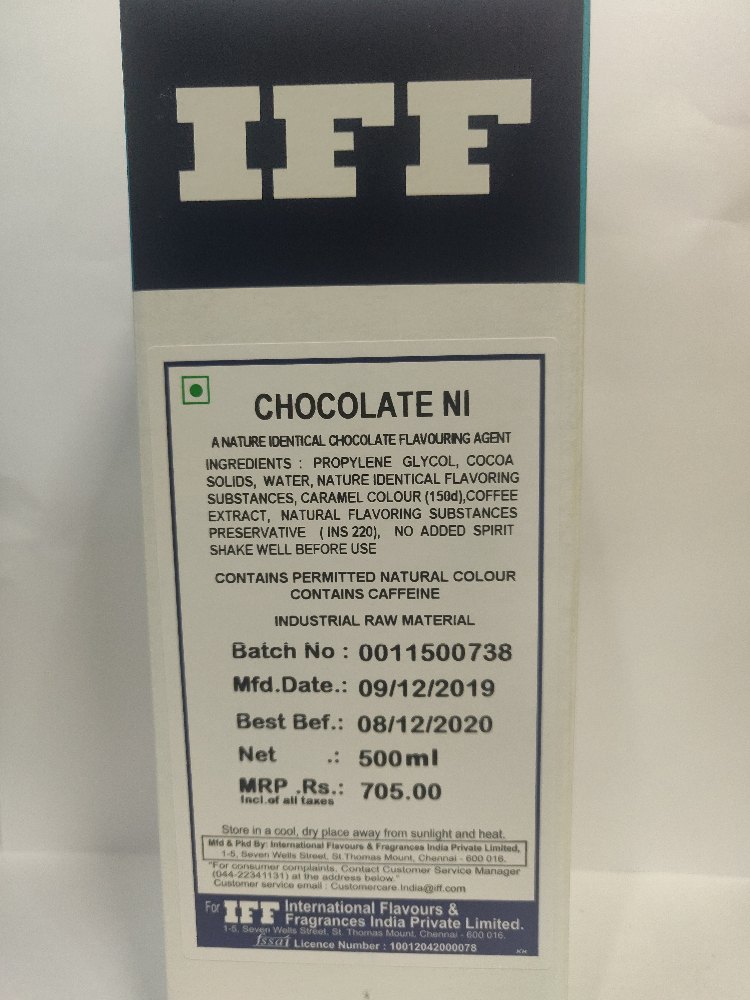 IFF
CHOCOLATE NI
A NATURE IDENTICAL CHOCOLATE FLAVOURING AGENT
INGREDIENTS : PROPYLENE GLYCOL, COCOA
SOLIDS, WATER, NATURE IDENTICAL FLAVORING
SUBSTANCES, CARAMEL COLOUR (150d),COFFEE
EXTRACT, NATURAL FLAVORING SUBSTANCES
PRESERVATIVE ( INS 220), NO ADDED SPIRIT
SHAKE WELL BEFORE USE
CONTAINS PERMITTED NATURAL COLOUR
CONTAINS CAFFEINE
INDUSTRIAL RAW MATERIAL
Batch No : 0011500738
Mfd.Date.: 09/12/2019
Best Bef.: 08/12/2020
Net .: 500ml
MRP .Rs.: 705.00
Incl.of all taxes
Store in a cool, dry place away from sunlight and heat.
Mfd & Pkd By: International Flavours & Fragrances India Private Limited,
1-5, Seven Wells Street, St Thomas Mount, Chennai - 600 016.
"For consumer complaints, Contact Customer Service Manager
(044-22341131) at the address below."
Customer service email : Customercare.India@iff.com
For IFF International Flavours &
Fragrances India Private Limited.
1-5, Seven Wells Street, St. Thomas Mount, Chennai - 600 016.
fssai Licence Number : 10012042000078